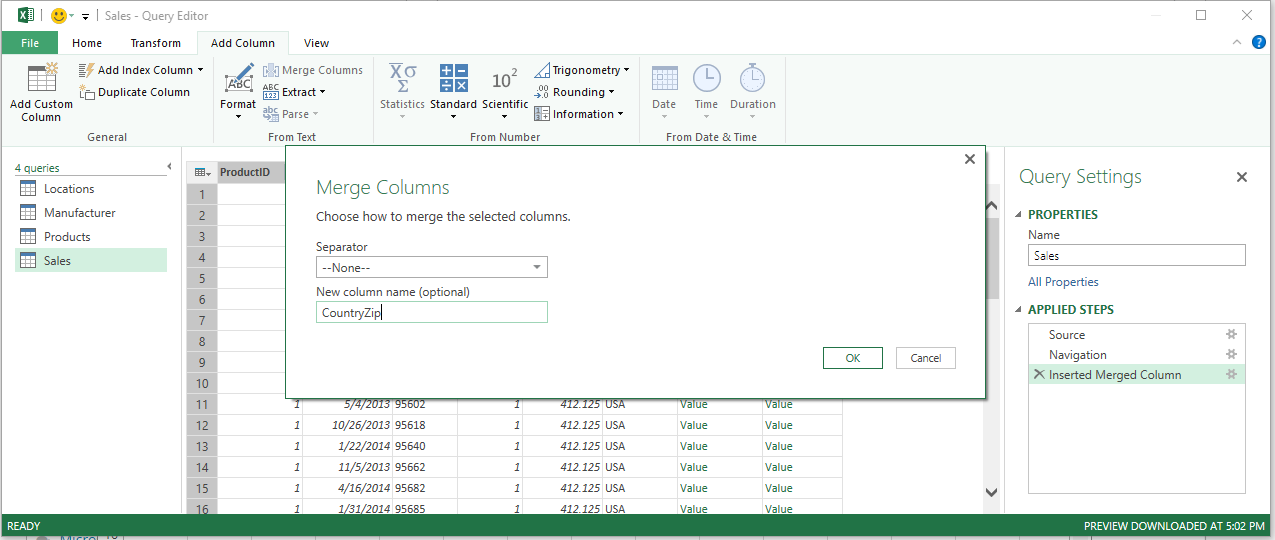 Sales - Query Editor
File Home Transform Add Column View
Add Custom Column
Add Index Column
Duplicate Column
General
ABC
Format
Merge Columns
ABC 123 Extract
abc Parse
From Text
XΣ σ
Statistics
Standard
10² Scientific
Trigonometry
.00 Rounding
Information
From Number
Date
Time
Duration
From Date & Time
4 queries
Locations
Manufacturer
Products
Sales
ProductID
1
2
3
4
5
6
7
8
9
10
11 1 5/4/2013 95602 1 412.125 USA Value Value
12 1 10/26/2013 95618 1 412.125 USA Value Value
13 1 1/22/2014 95640 1 412.125 USA Value Value
14 1 11/5/2013 95662 1 412.125 USA Value Value
15 1 4/16/2014 95682 1 412.125 USA Value Value
16 1 1/31/2014 95685 1 412.125 USA Value Value
Merge Columns
Choose how to merge the selected columns.
Separator
--None--
New column name (optional)
CountryZip
OK Cancel
Query Settings
PROPERTIES
Name
Sales
All Properties
APPLIED STEPS
Source
Navigation
Inserted Merged Column
READY PREVIEW DOWNLOADED AT 5:02 PM